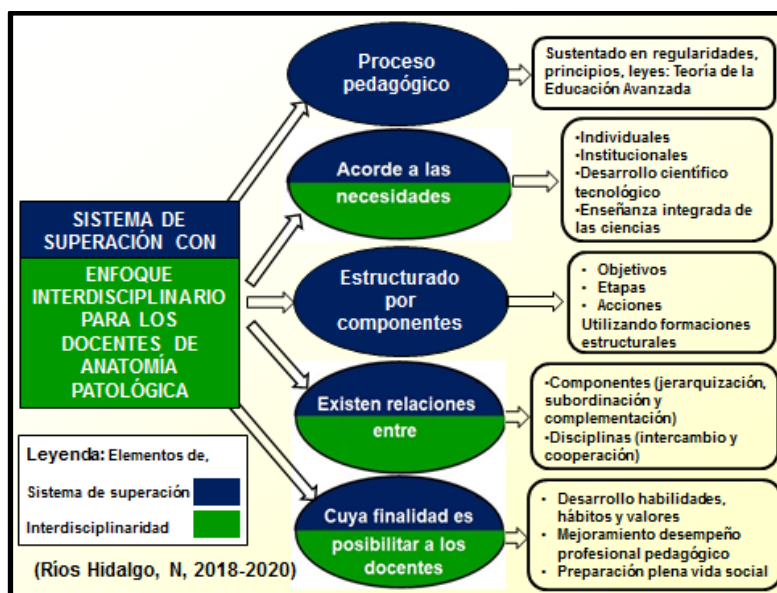 Proceso
pedagógico
Sustentado en regularidades,
principios, leyes: Teoría de la
Educación Avanzada
Acorde a las
necesidades
•Individuales
•Institucionales
•Desarrollo científico
tecnológico
•Enseñanza integrada de
las ciencias
SISTEMA DE
SUPERACIÓN CON
ENFOQUE
INTERDISCIPLINARIO
PARA LOS
DOCENTES DE
ANATOMÍA
PATOLÓGICA
Estructurado
por
componentes
• Objetivos
• Etapas
• Acciones
Utilizando formaciones
estructurales
Existen relaciones
entre
•Componentes (jerarquización,
subordinación y
complementación)
•Disciplinas (intercambio y
cooperación)
Leyenda: Elementos de,
Sistema de superación
Interdisciplinaridad
Cuya finalidad es
posibilitar a los
docentes
• Desarrollo habilidades,
hábitos y valores
• Mejoramiento desempeño
profesional pedagógico
• Preparación plena vida social
(Ríos Hidalgo, N, 2018-2020)